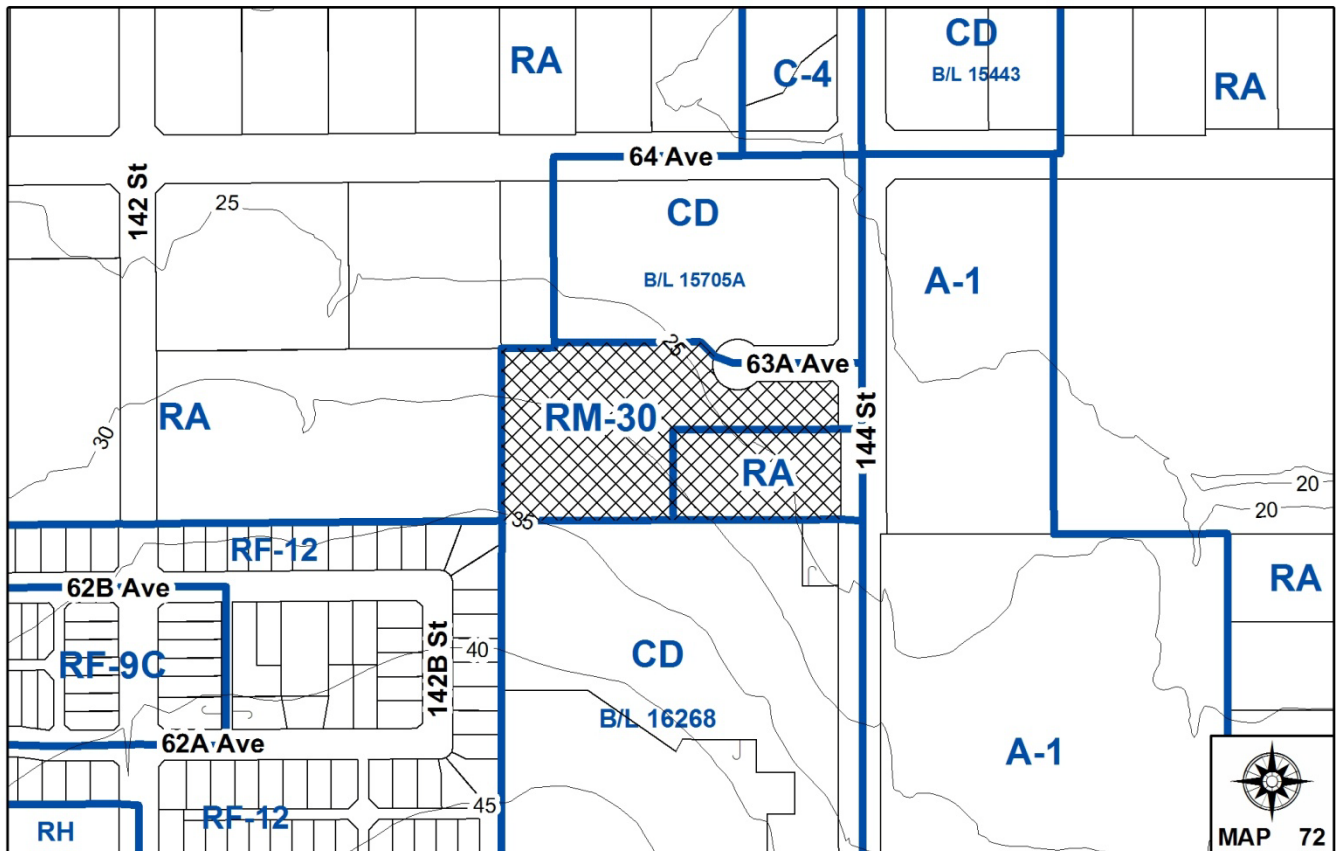 RA
C-4
CD
B/L 15443
RA
64 Ave
142 St
25
CD
B/L 15705A
A-1
25
63A Ave
RA
30
RM-30
144 St
RA
20
20
35
RF-12
62B Ave
RA
RF-9C
142B St
40
CD
B/L 16268
62A Ave
A-1
45
RF-12
RH
MAP 72